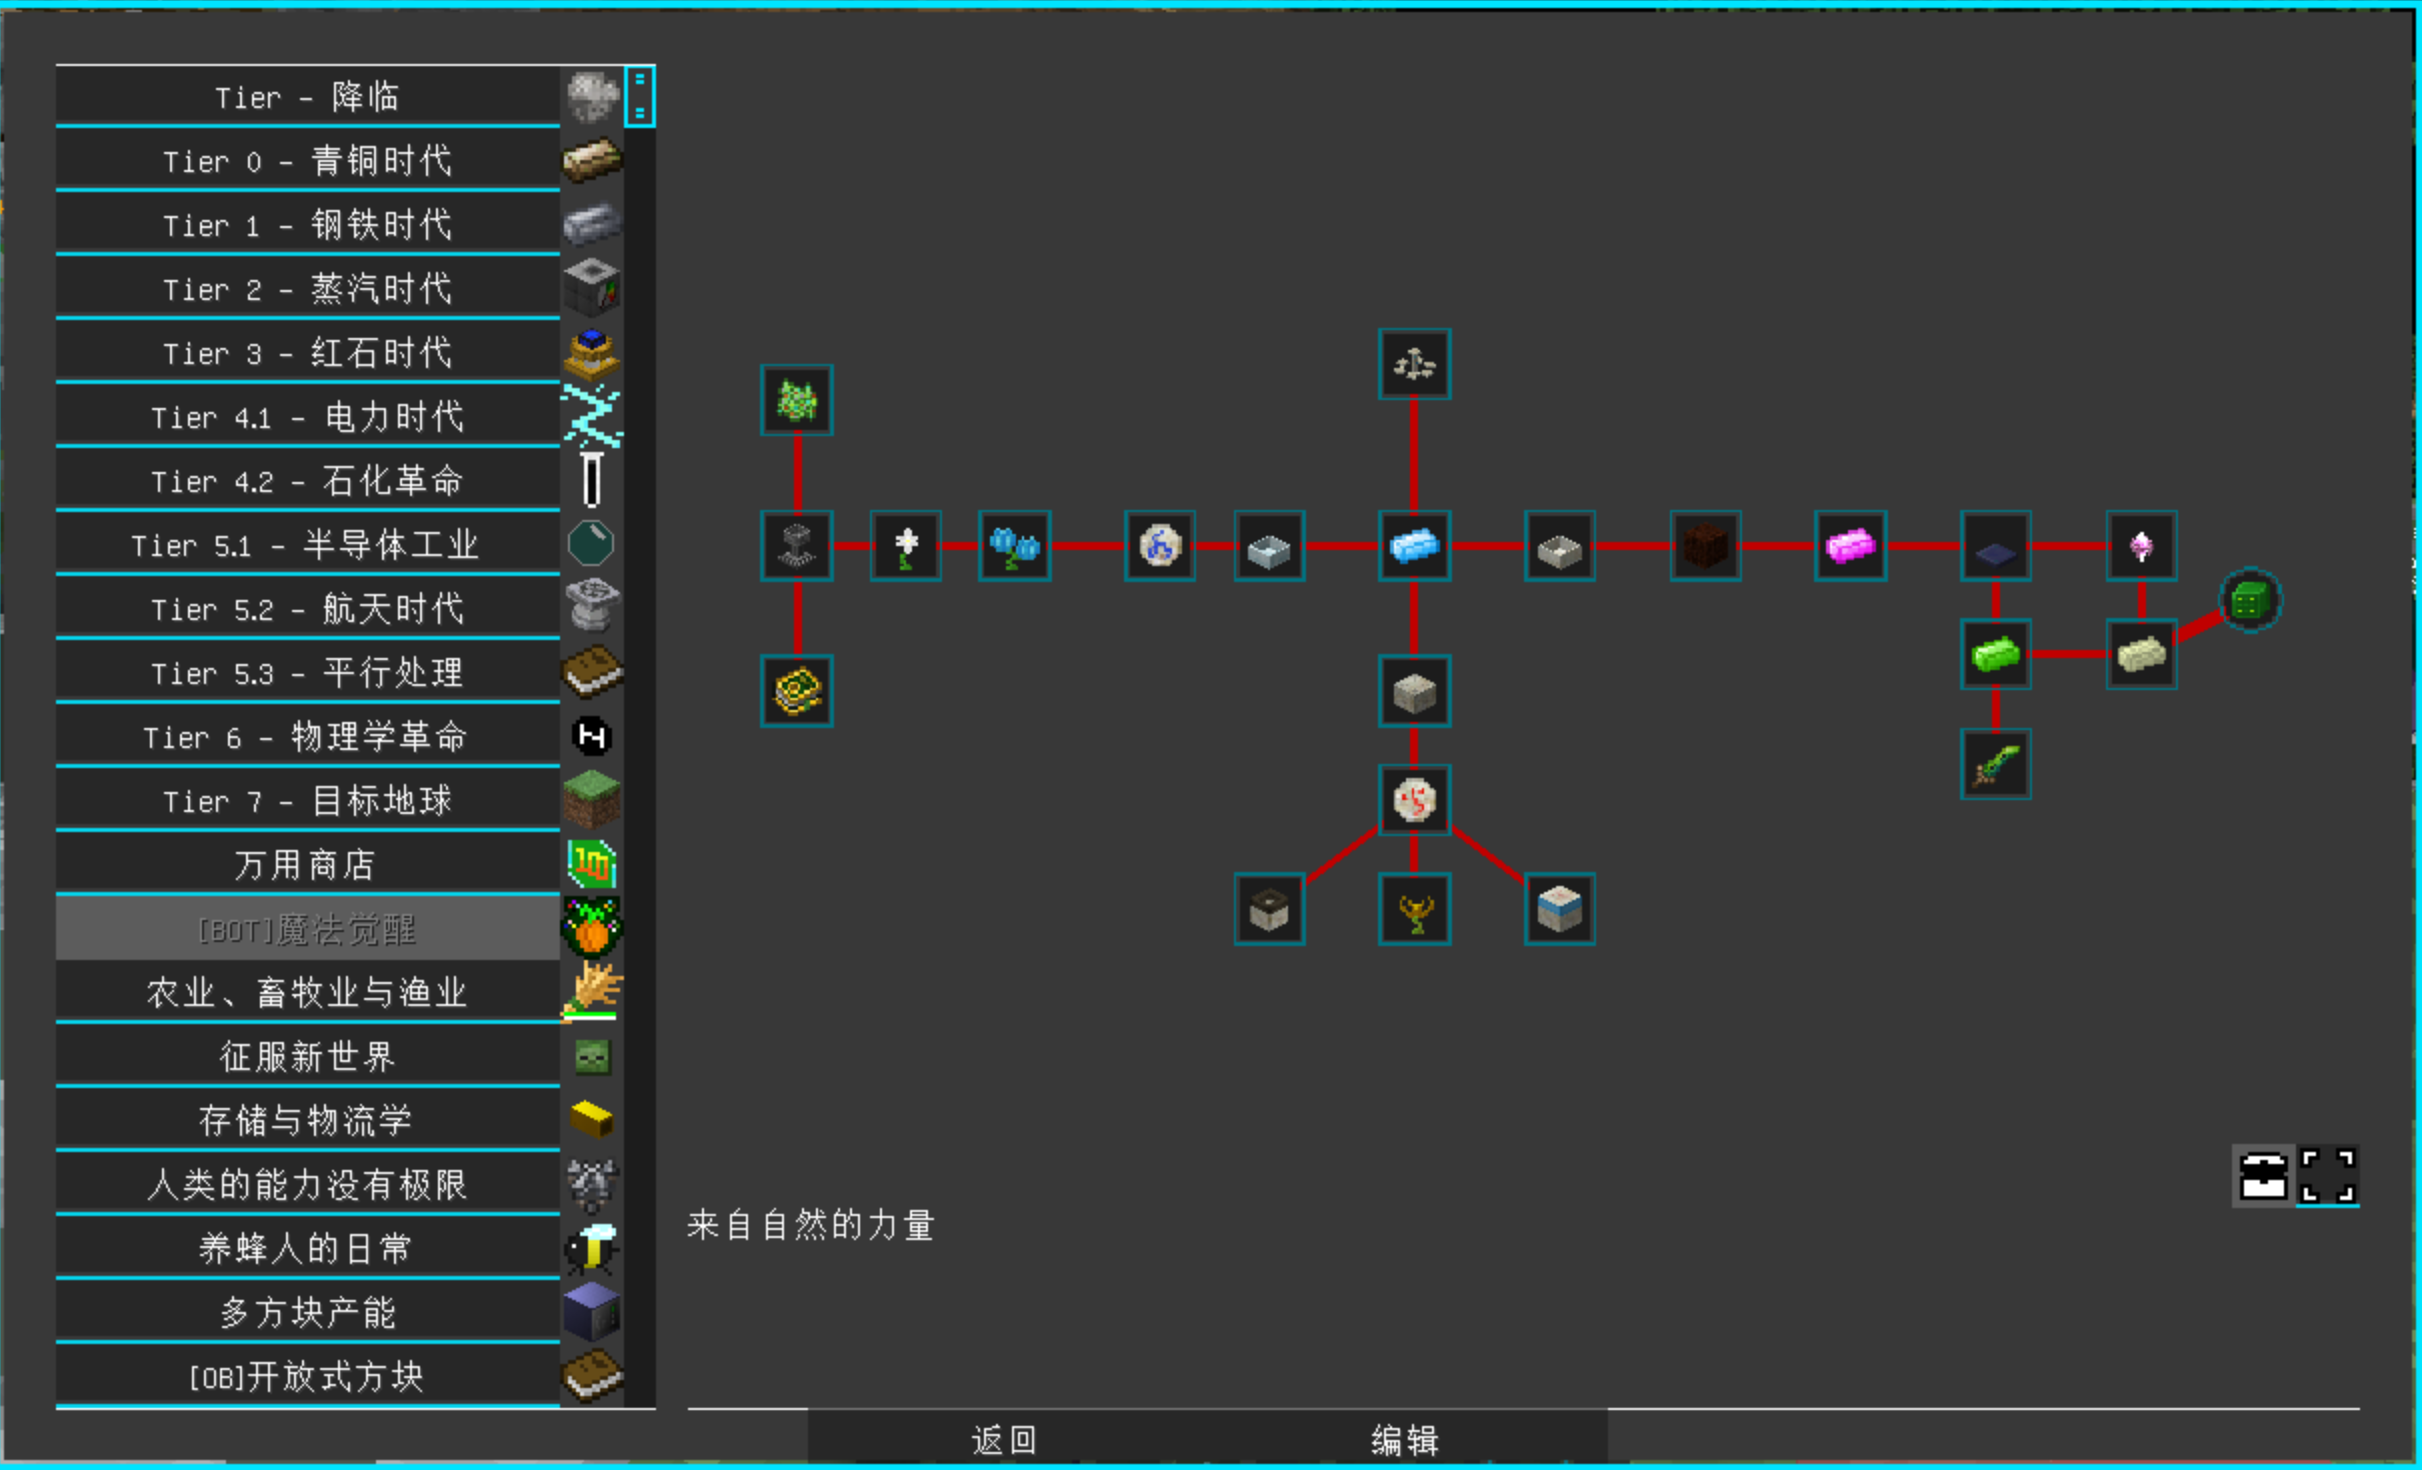 Tier - 降临
Tier 0 - 青铜时代
Tier 1 - 钢铁时代
Tier 2 - 蒸汽时代
Tier 3 - 红石时代
Tier 4.1 - 电力时代
Tier 4.2 - 石化革命
Tier 5.1 - 半导体工业
Tier 5.2 - 航天时代
Tier 5.3 - 平行处理
Tier 6 - 物理学革命
Tier 7 - 目标地球
万用商店
[BOT]魔法觉醒
农业、畜牧业与渔业
征服新世界
存储与物流学
人类的能力没有极限
养蜂人的日常
多方块产能
[OB]开放式方块
来自自然的力量
返回
编辑